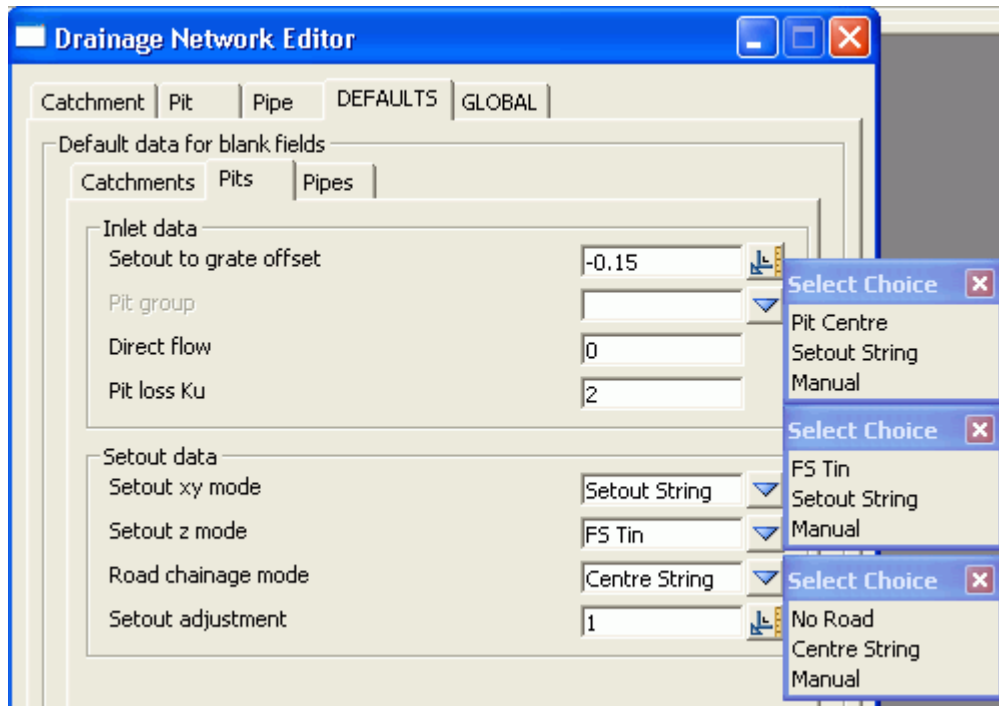 Drainage Network Editor
Catchment Pit Pipe DEFAULTS GLOBAL
Default data for blank fields
Catchments Pits Pipes
Inlet data
Setout to grate offset -0.15
Pit group
Direct flow 0
Pit loss Ku 2
Setout data
Setout xy mode Setout String
Setout z mode FS Tin
Road chainage mode Centre String
Setout adjustment 1
Select Choice
Pit Centre
Setout String
Manual
Select Choice
FS Tin
Setout String
Manual
Select Choice
No Road
Centre String
Manual